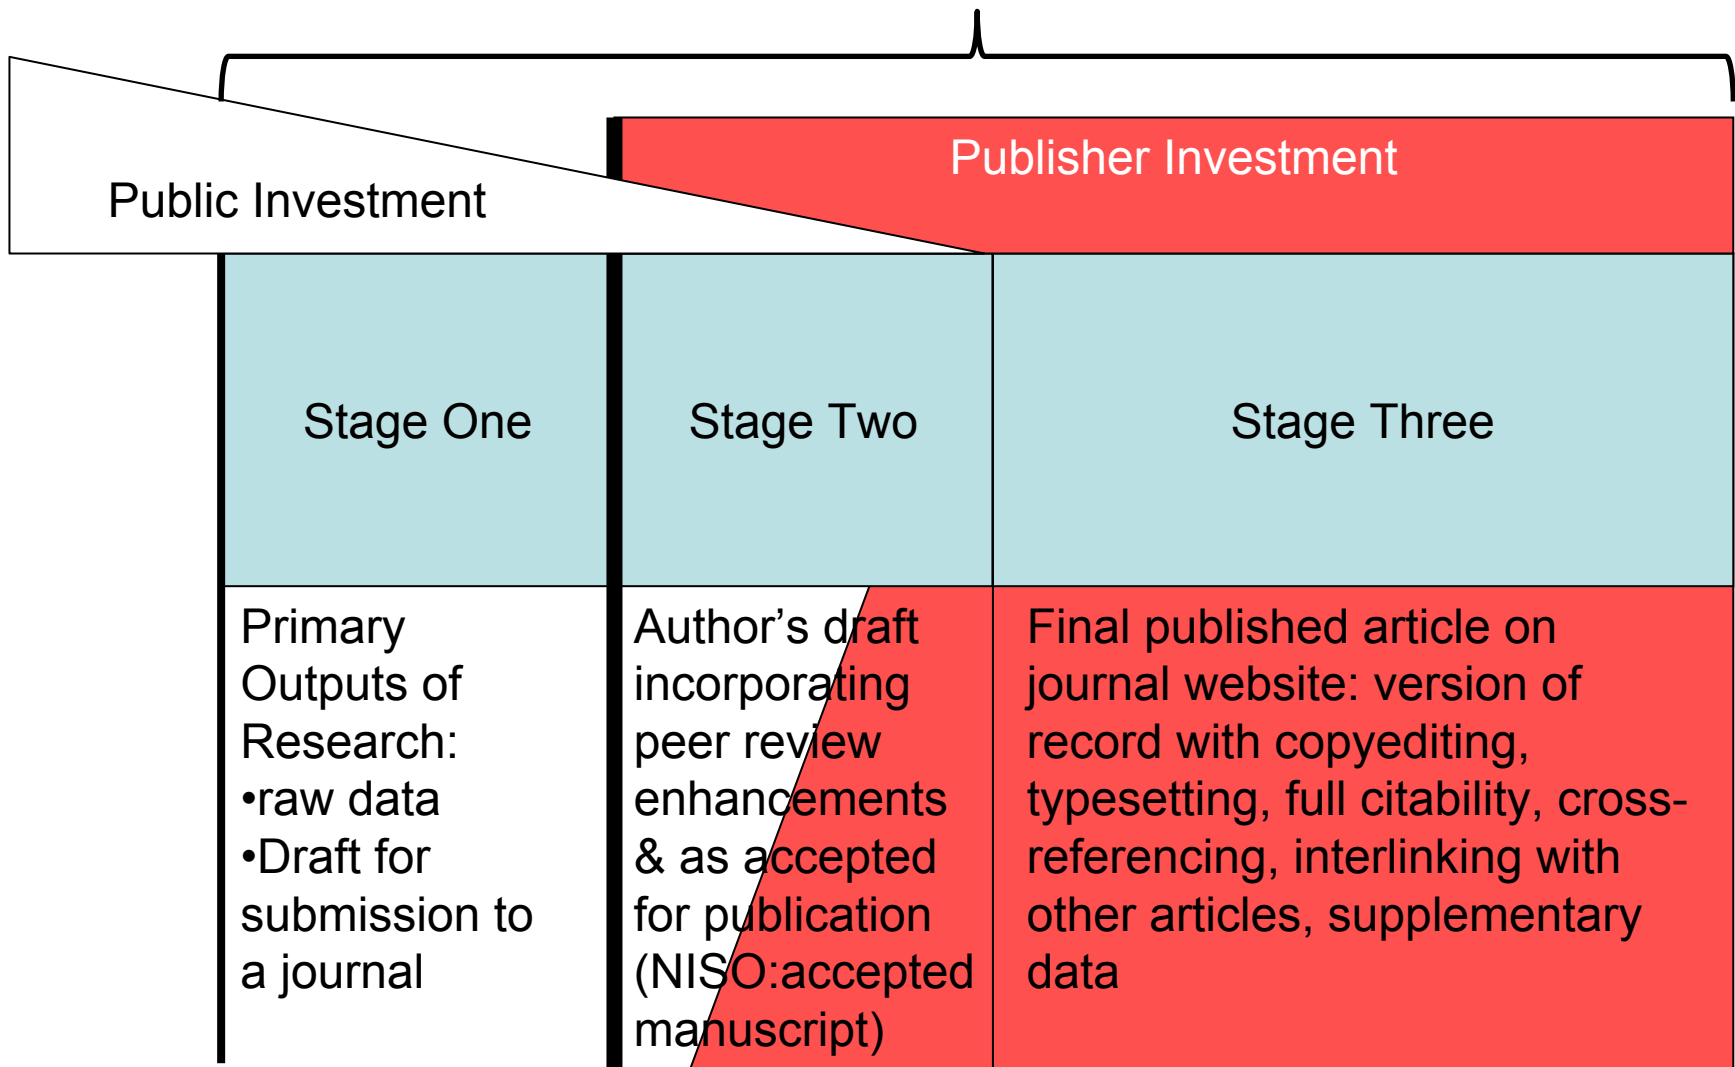 Publisher Investment
Public Investment
Stage One
Stage Two
Stage Three
Primary
Outputs of
Research:
•raw data
•Draft for
submission to
a journal
Author’s draft
incorporating
peer review
enhancements
& as accepted
for publication
(NISO:accepted
manuscript)
Final published article on
journal website: version of
record with copyediting,
typesetting, full citability, cross-
referencing, interlinking with
other articles, supplementary
data